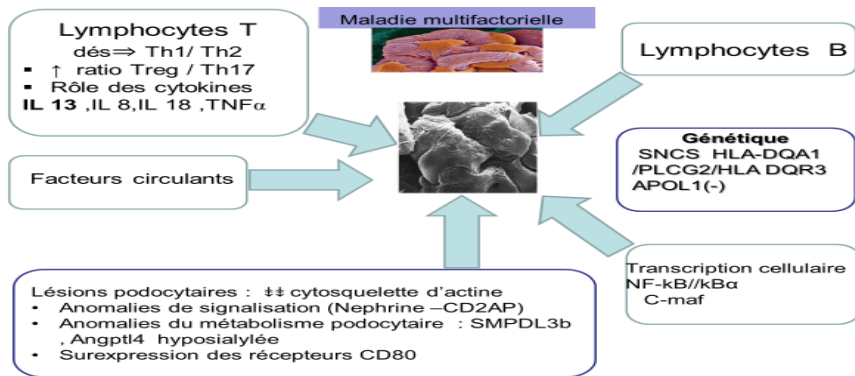 Maladie multifactorielle
Lymphocytes T
dés⇒ Th1/ Th2
▪ ↑ ratio Treg / Th17
▪ Rôle des cytokines
IL 13 ,IL 8,IL 18 ,TNFα
Lymphocytes B
Génétique
SNCS HLA-DQA1
/PLCG2/HLA DQR3
APOL1(-)
Facteurs circulants
Transcription cellulaire
NF-kB//kBα
C-maf
Lésions podocytaires : ⇟⇟ cytosquelette d'actine
• Anomalies de signalisation (Nephrine –CD2AP)
• Anomalies du métabolisme podocytaire : SMPDL3b
, Angptl4 hyposialylée
• Surexpression des récepteurs CD80